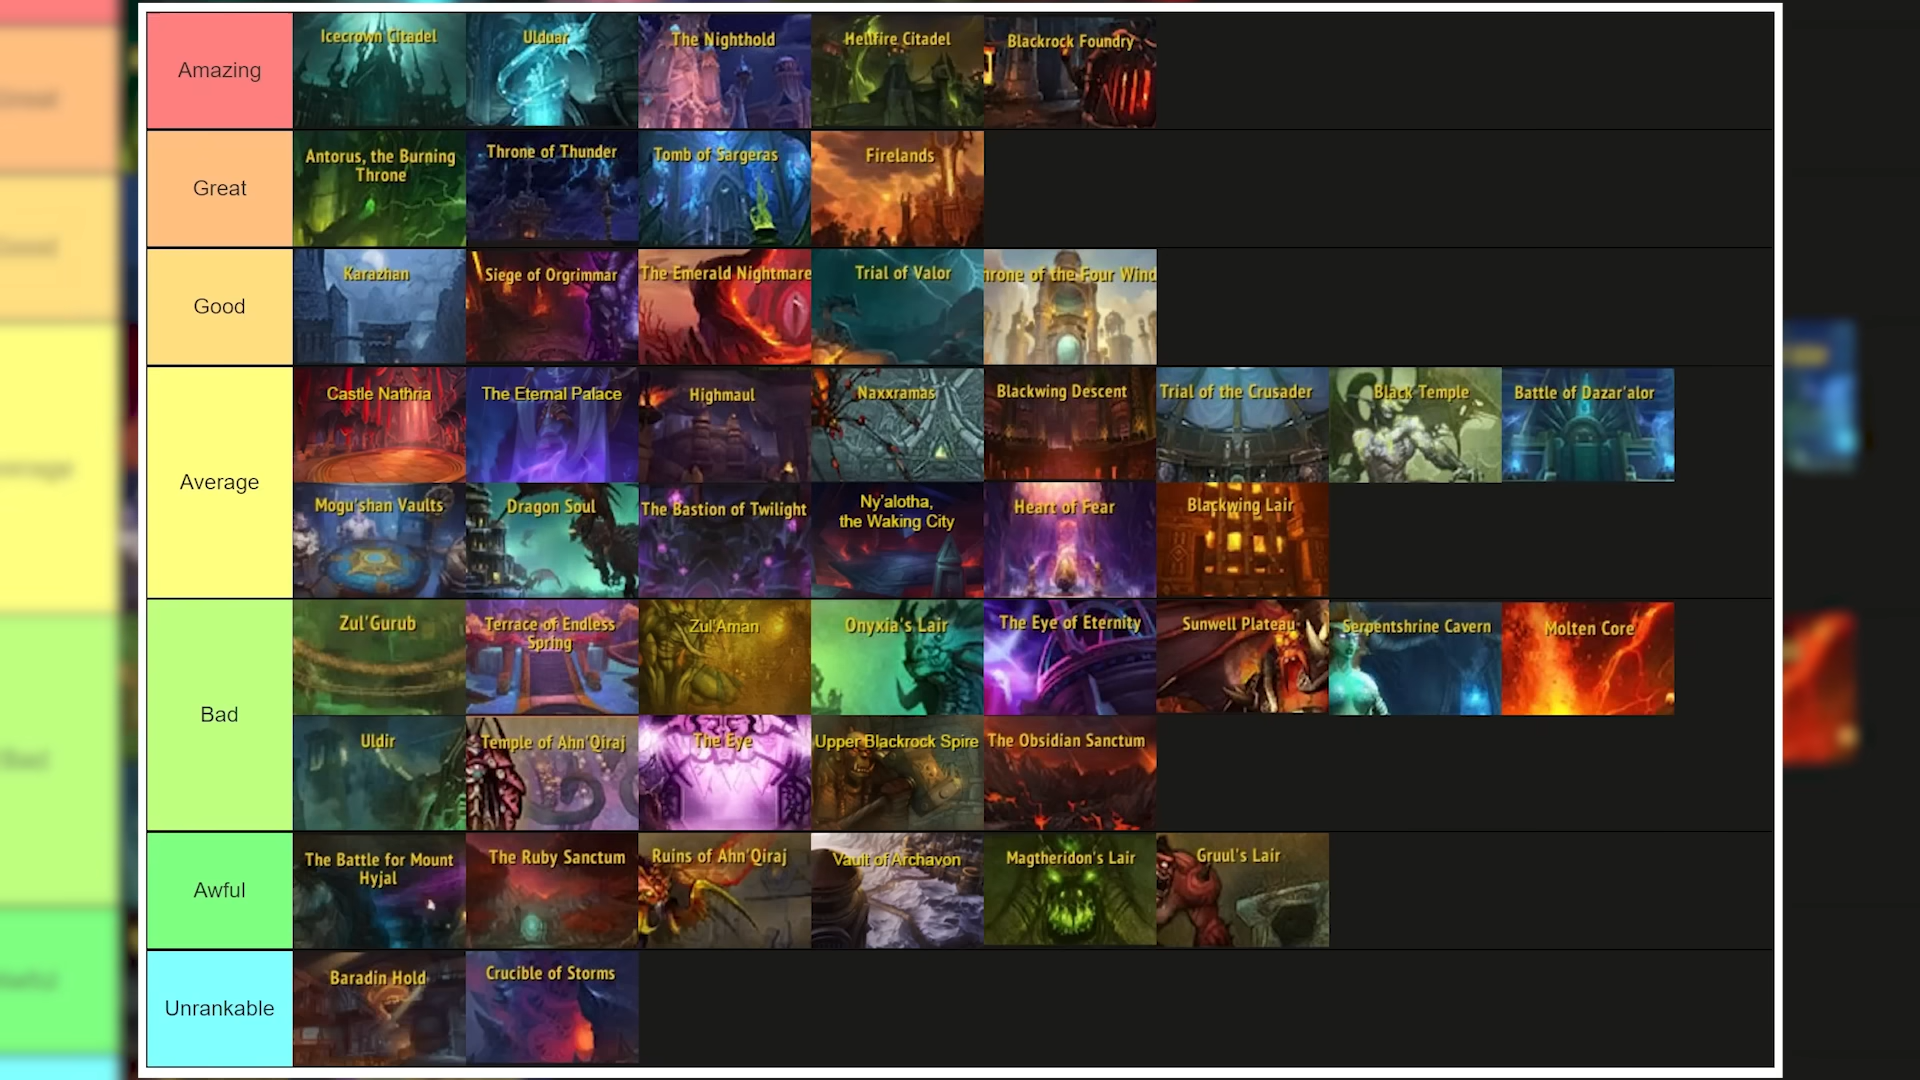 Amazing
Icecrown Citadel
Ulduar
The Nighthold
Hellfire Citadel
Blackrock Foundry
Great
Antorus, the Burning
Throne
Throne of Thunder
Tomb of Sargeras
Firelands
Good
Karazhan
Siege of Orgrimmar
The Emerald Nightmare
Trial of Valor
hrone of the Four Wind
Average
Castle Nathria
The Eternal Palace
Highmaul
Naxxramas
Blackwing Descent
Trial of the Crusader
Black Temple
Battle of Dazar'alor
Mogu'shan Vaults
Dragon Soul
The Bastion of Twilight
Ny'alotha,
the Waking City
Heart of Fear
Blackwing Lair
Bad
Zul'Gurub
Terrace of Endless
Spring
Zul'Aman
Onyxia's Lair
The Eye of Eternity
Sunwell Plateau
Serpentshrine Cavern
Molten Core
Uldir
Temple of Ahn'Qiraj
The Eye
Upper Blackrock Spire
The Obsidian Sanctum
Awful
The Battle for Mount
Hyjal
The Ruby Sanctum
Ruins of Ahn'Qiraj
Vault of Archavon
Magtheridon's Lair
Gruul's Lair
Unrankable
Baradin Hold
Crucible of Storms